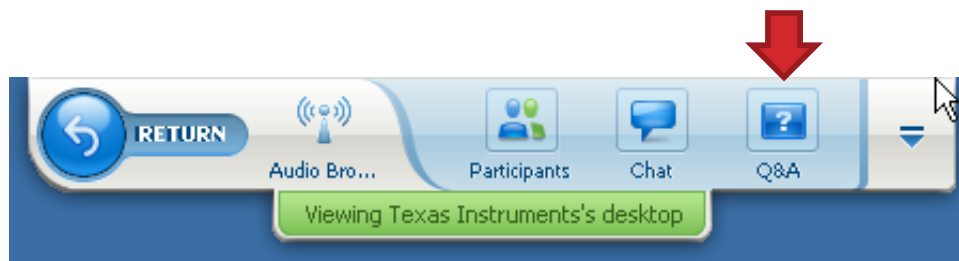 RETURN
Audio Bro...
Participants
Chat
?
Q&A
Viewing Texas Instruments's desktop